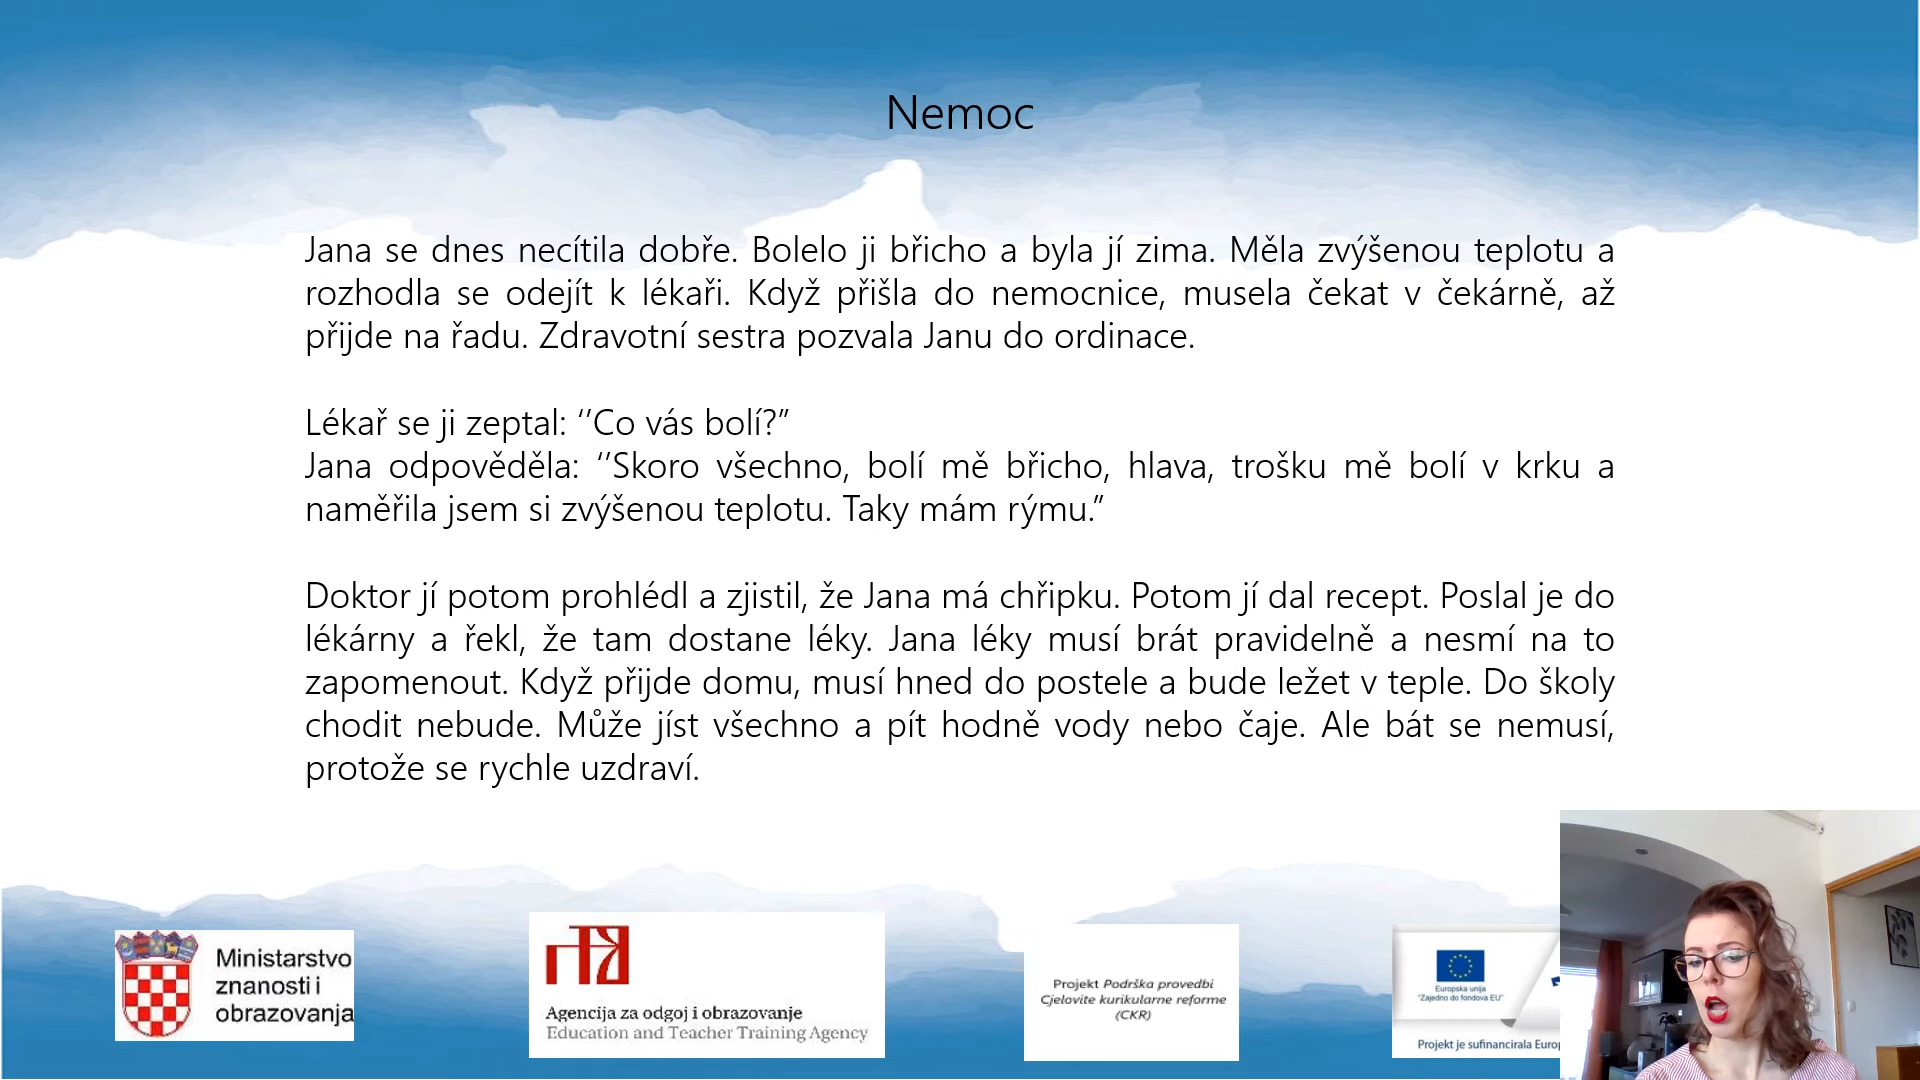 Nemoc
Jana se dnes necítila dobře. Bolelo ji břicho a byla jí zima. Měla zvýšenou teplotu a
rozhodla se odejít k lékaři. Když přišla do nemocnice, musela čekat v čekárně, až
přijde na řadu. Zdravotní sestra pozvala Janu do ordinace.
Lékař se ji zeptal: ‘’Co vás bolí?”
Jana odpověděla: ‘’Skoro všechno, bolí mě břicho, hlava, trošku mě bolí v krku a
naměřila jsem si zvýšenou teplotu. Taky mám rýmu.”
Doktor jí potom prohlédl a zjistil, že Jana má chřipku. Potom jí dal recept. Poslal je do
lékárny a řekl, že tam dostane léky. Jana léky musí brát pravidelně a nesmí na to
zapomenout. Když přijde domu, musí hned do postele a bude ležet v teple. Do školy
chodit nebude. Může jíst všechno a pít hodně vody nebo čaje. Ale bát se nemusí,
protože se rychle uzdraví.
Ministarstvo
znanosti i
obrazovanja
Agencija za odgoj i obrazovanje
Education and Teacher Training Agency
Projekt Podrška provedbi
Cjelovite kurikularne reforme
(CKR)
Europska unija
"Zajedno do fondova EU"
Projekt je sufinancirala Europ